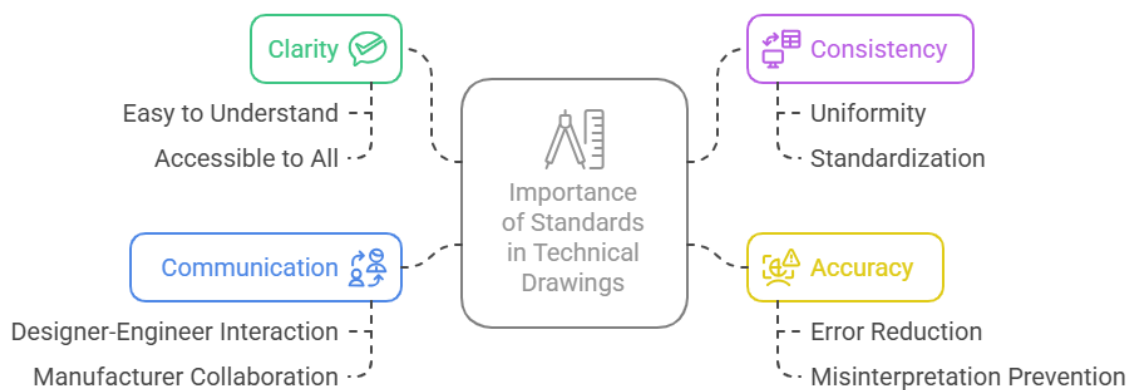 Clarity
Easy to Understand
Accessible to All
Communication
Designer-Engineer Interaction
Manufacturer Collaboration
Importance
of Standards
in Technical
Drawings
Consistency
Uniformity
Standardization
Accuracy
Error Reduction
Misinterpretation Prevention